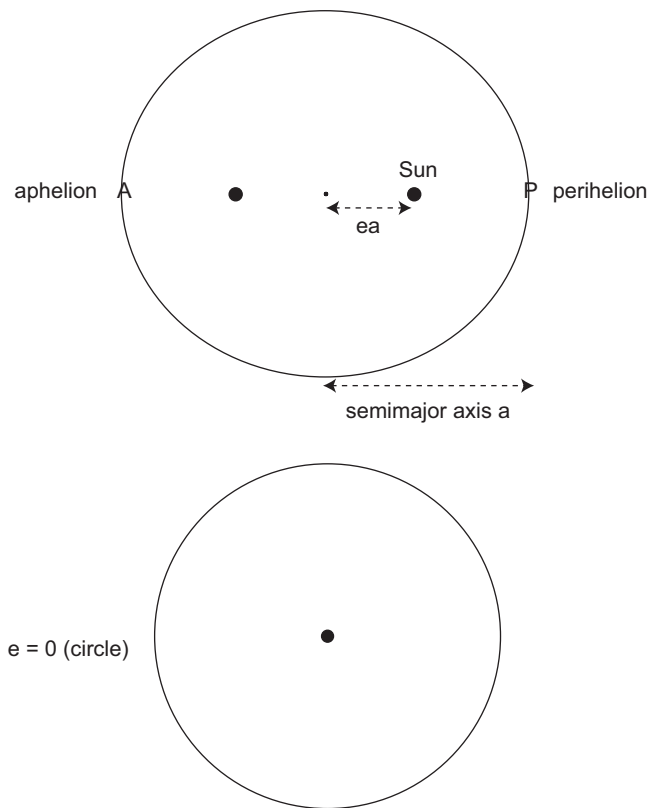 Sun
aphelion A
P perihelion
ea
semimajor axis a
e = 0 (circle)